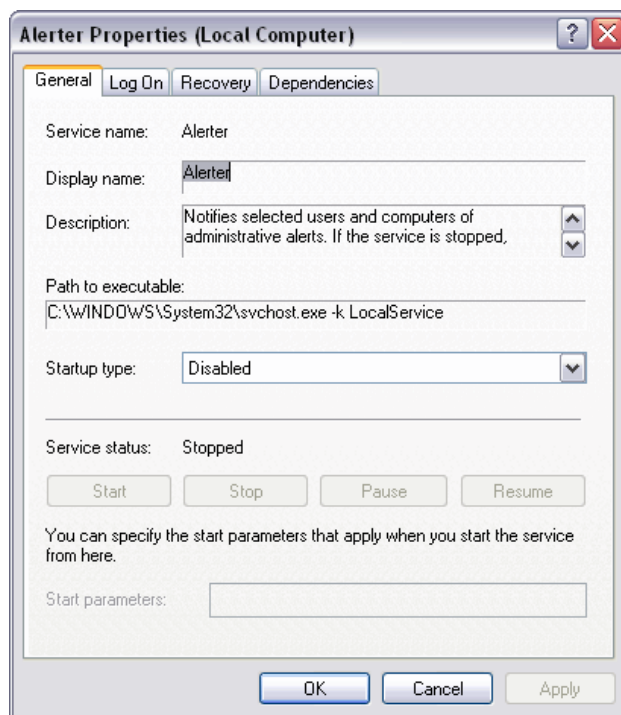 Alerter Properties (Local Computer)
General Log On Recovery Dependencies
Service name: Alerter
Display name: Alerter
Description: Notifies selected users and computers of
administrative alerts. If the service is stopped,
Path to executable:
C:\WINDOWS\System32\svchost.exe -k LocalService
Startup type: Disabled
Service status: Stopped
Start Stop Pause Resume
You can specify the start parameters that apply when you start the service
from here.
Start parameters:
OK Cancel Apply